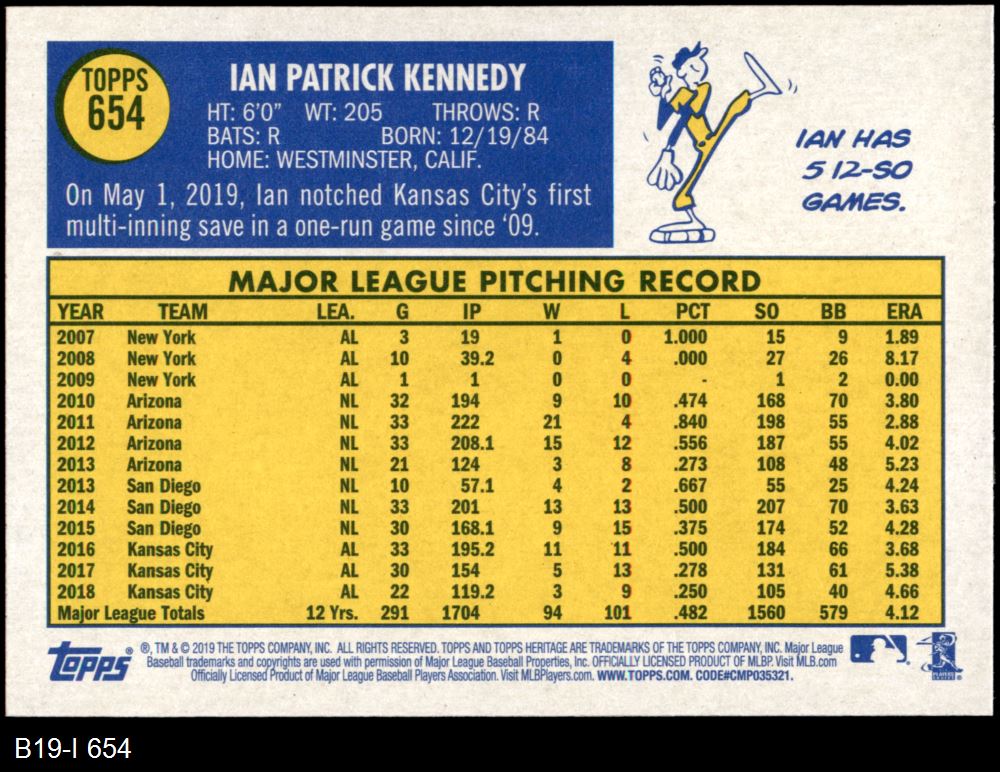 TOPPS
654
IAN PATRICK KENNEDY
HT: 6'0" WT: 205 THROWS: R
BATS: R BORN: 12/19/84
HOME: WESTMINSTER, CALIF.
On May 1, 2019, Ian notched Kansas City's first
multi-inning save in a one-run game since '09.
IAN HAS
5 12-SO
GAMES.
MAJOR LEAGUE PITCHING RECORD
YEAR TEAM LEA. G IP W L PCT SO BB ERA
2007 New York AL 3 19 1 0 1.000 15 9 1.89
2008 New York AL 10 39.2 0 4 .000 27 26 8.17
2009 New York AL 1 1 0 0 - 1 2 0.00
2010 Arizona NL 32 194 9 10 .474 168 70 3.80
2011 Arizona NL 33 222 21 4 .840 198 55 2.88
2012 Arizona NL 33 208.1 15 12 .556 187 55 4.02
2013 Arizona NL 21 124 3 8 .273 108 48 5.23
2013 San Diego NL 10 57.1 4 2 .667 55 25 4.24
2014 San Diego NL 33 201 13 13 .500 207 70 3.63
2015 San Diego NL 30 168.1 9 15 .375 174 52 4.28
2016 Kansas City AL 33 195.2 11 11 .500 184 66 3.68
2017 Kansas City AL 30 154 5 13 .278 131 61 5.38
2018 Kansas City AL 22 119.2 3 9 .250 105 40 4.66
Major League Totals 12 Yrs. 291 1704 94 101 .482 1560 579 4.12
topps ® ®, TM & © 2019 THE TOPPS COMPANY, INC. ALL RIGHTS RESERVED. TOPPS AND TOPPS HERITAGE ARE TRADEMARKS OF THE TOPPS COMPANY, INC. Major League
Baseball trademarks and copyrights are used with permission of Major League Baseball Properties, Inc. OFFICIALLY LICENSED PRODUCT OF MLBP. Visit MLB.com
Officially Licensed Product of Major League Baseball Players Association. Visit MLBPlayers.com. WWW.TOPPS.COM. CODE#CMP035321.
B19-I 654